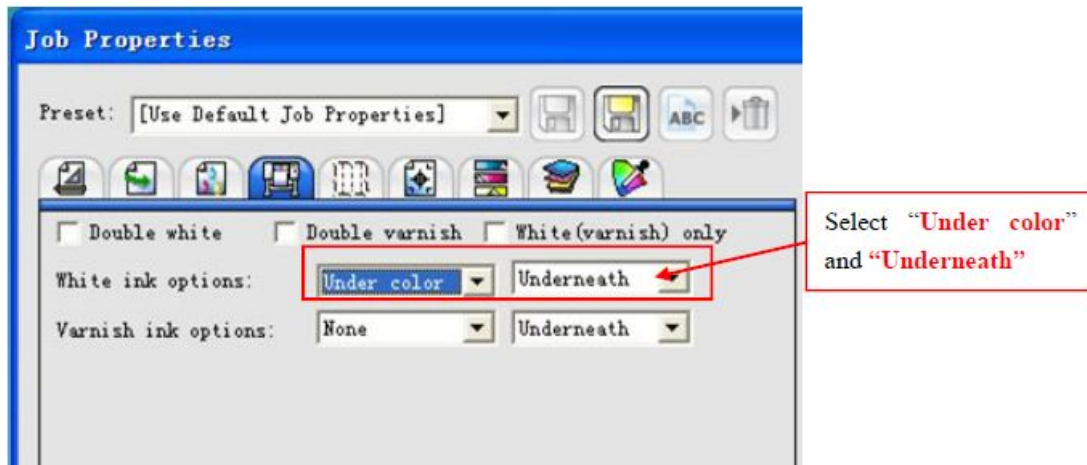 Job Properties
Preset: [Use Default Job Properties]
ABC
Double white Double varnish White(varnish) only
White ink options: Under color Underneath
Varnish ink options: None Underneath
Select “Under color”
and “Underneath”